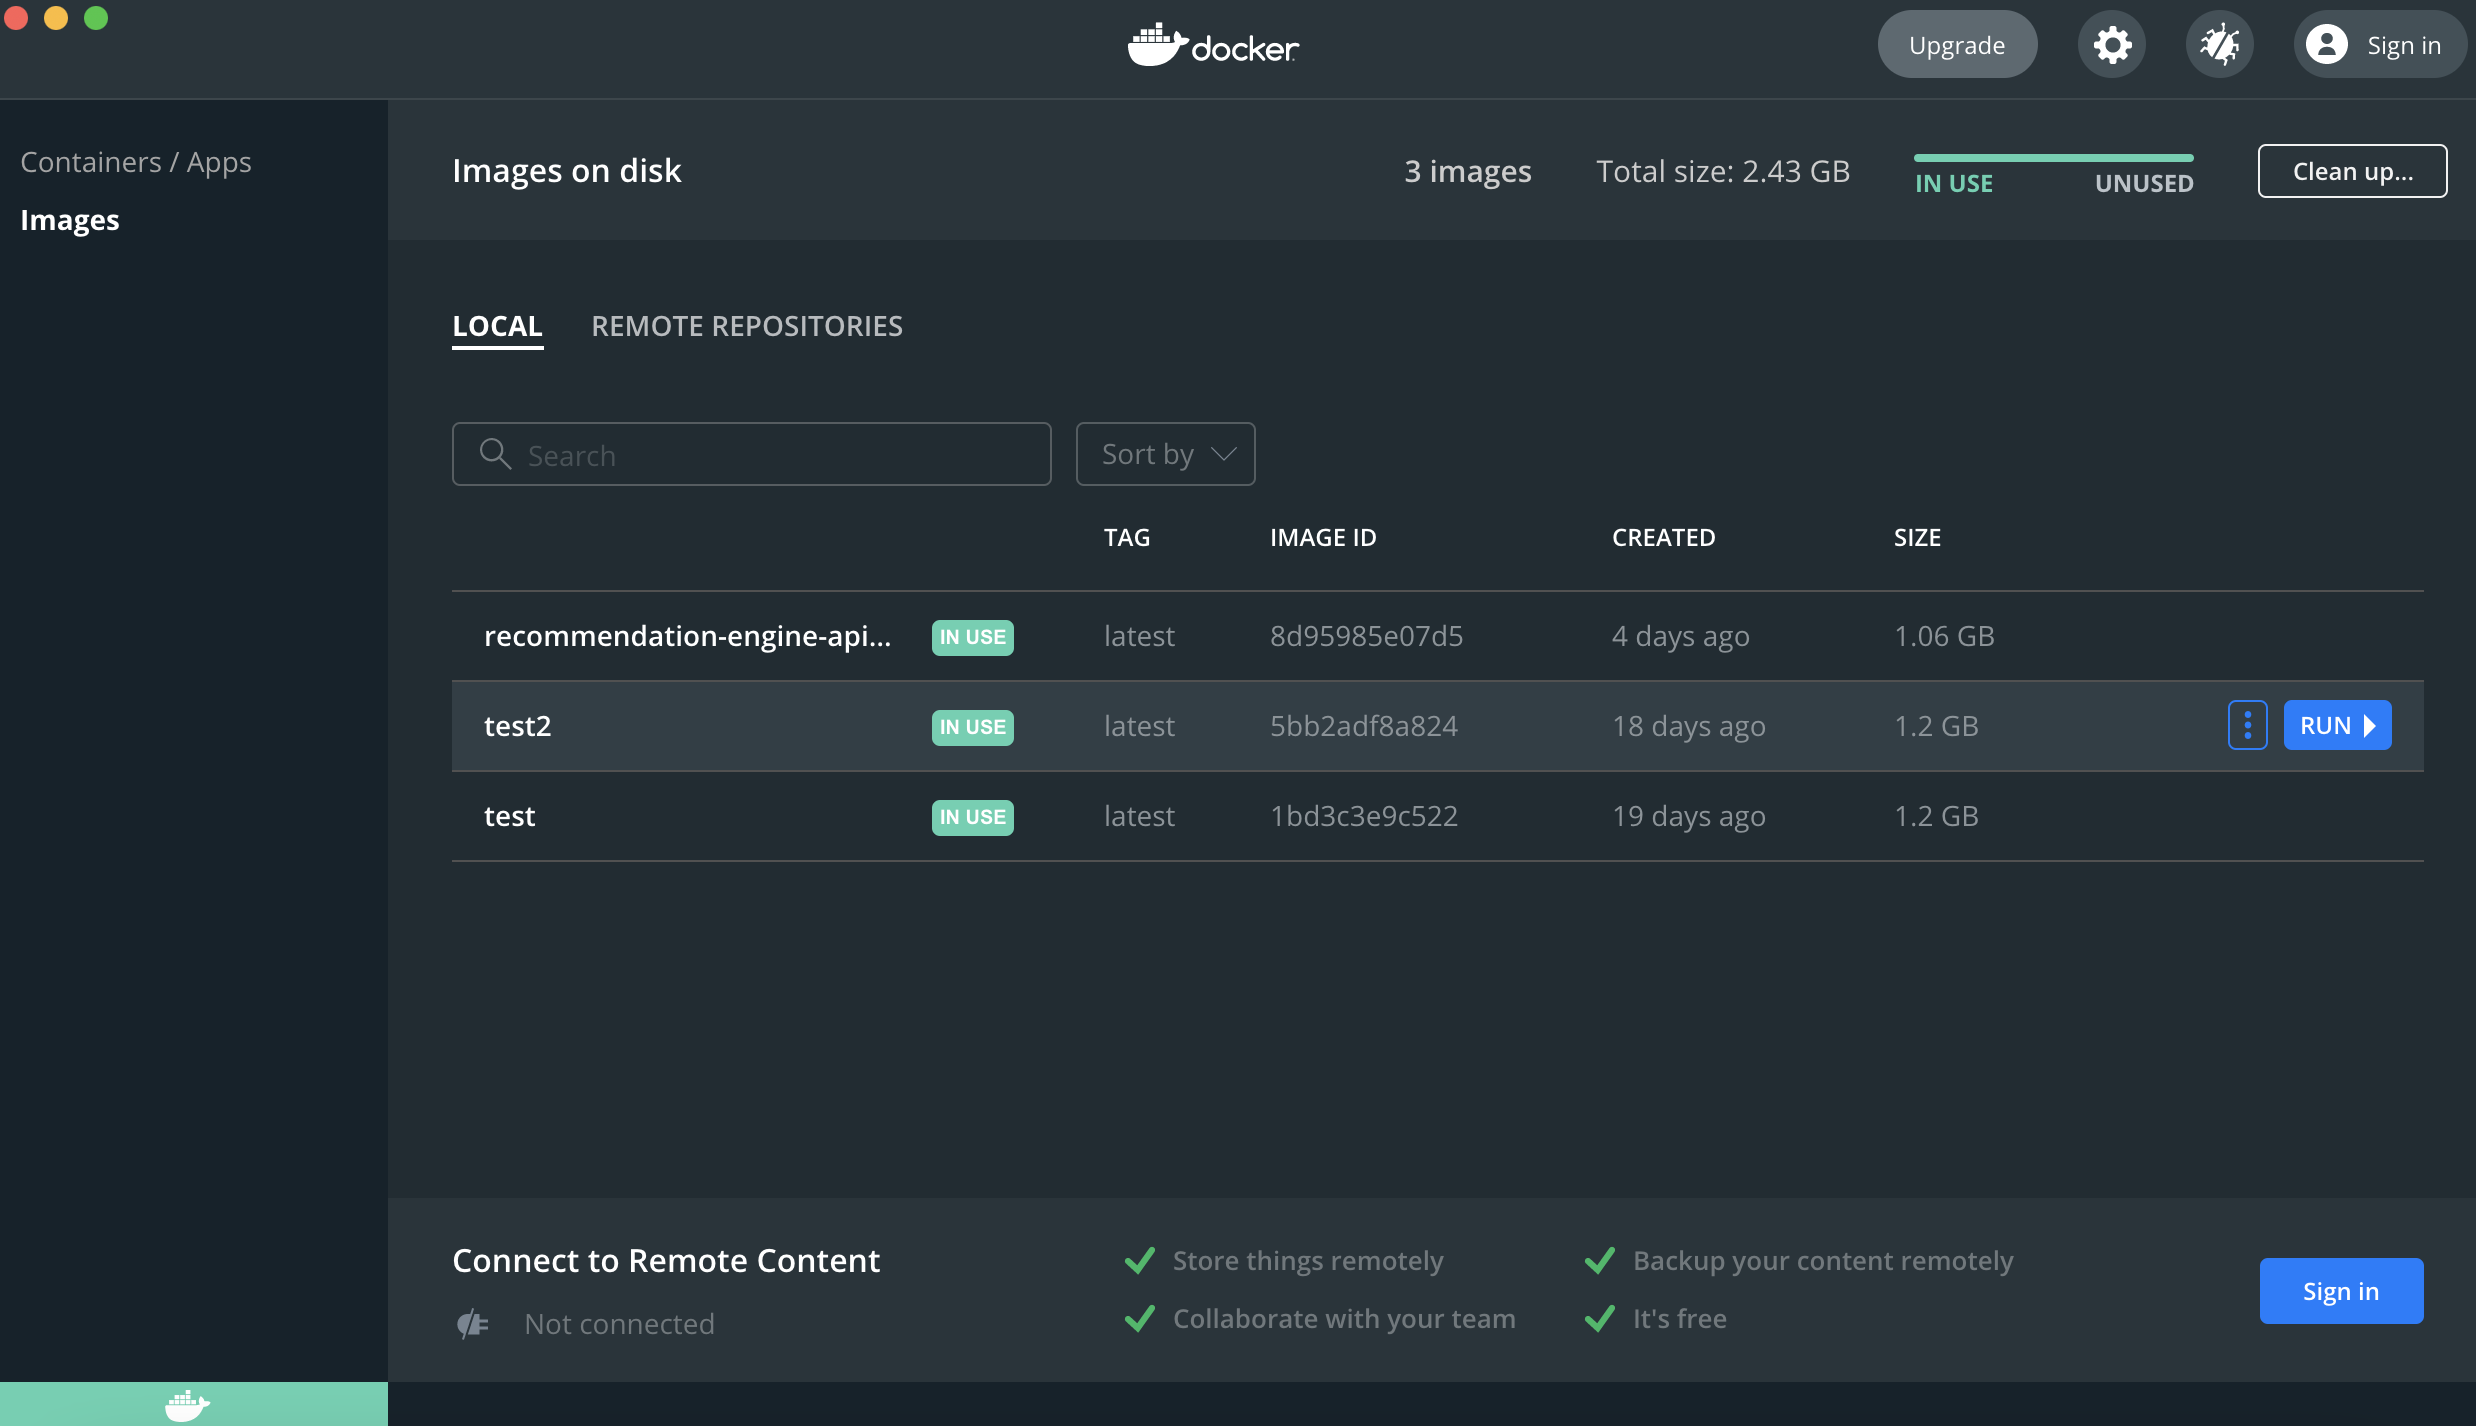 docker
Upgrade
Sign in
Containers / Apps
Images
Images on disk
3 images
Total size: 2.43 GB
IN USE
UNUSED
Clean up...
LOCAL
REMOTE REPOSITORIES
Search
Sort by
TAG IMAGE ID CREATED SIZE
recommendation-engine-api... IN USE latest 8d95985e07d5 4 days ago 1.06 GB
test2 IN USE latest 5bb2adf8a824 18 days ago 1.2 GB RUN
test IN USE latest 1bd3c3e9c522 19 days ago 1.2 GB
Connect to Remote Content
Not connected
Store things remotely
Backup your content remotely
Collaborate with your team
It's free
Sign in